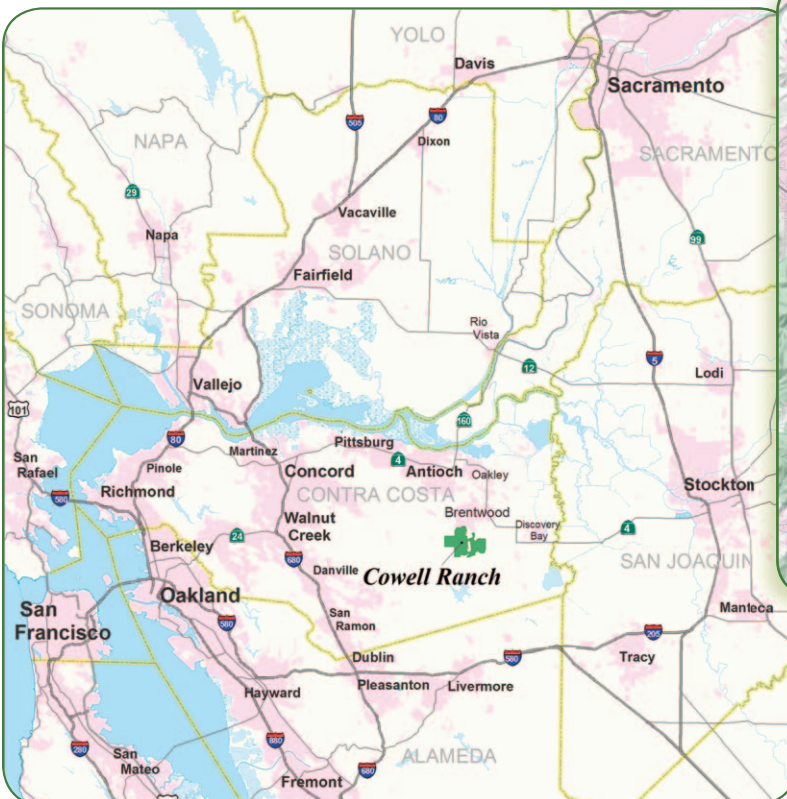 YOLO
Davis
Sacramento
505
80
Dixon
NAPA
SACRAMENTO
29
Vacaville
Napa
99
SOLANO
Fairfield
SONOMA
Rio
Vista
12
5
Lodi
Vallejo
101
160
80
Martinez
Pittsburg
4
San
Rafael
Pinole
Concord
Antioch
Oakley
Stockton
580
Richmond
CONTRA COSTA
Brentwood
Walnut
Creek
Discovery
Bay
4
24
Berkeley
680
Danville
Cowell Ranch
SAN JOAQUIN
Oakland
San
Francisco
580
San
Ramon
Manteca
205
Dublin
580
Tracy
Hayward
Pleasanton
Livermore
280
880
San
Mateo
ALAMEDA
680
Fremont